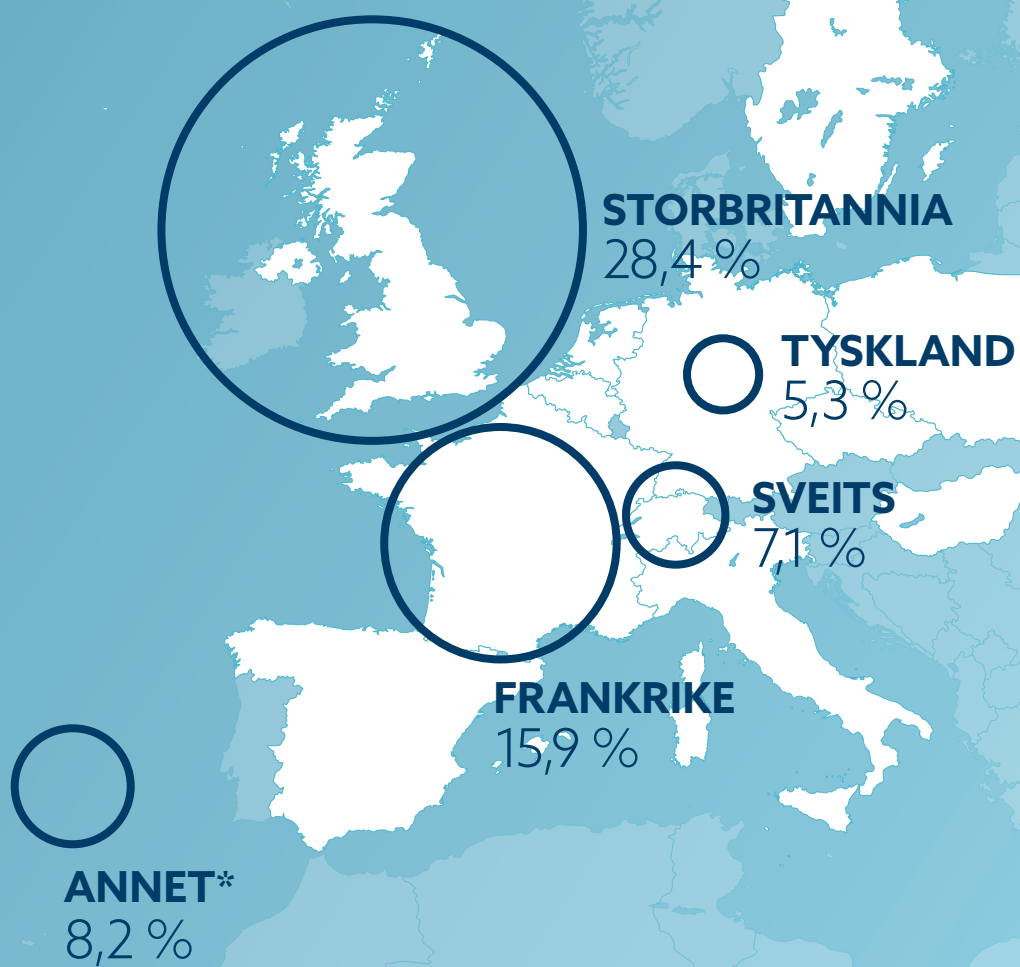 STORBRITANNIA
28,4 %
TYSKLAND
5,3 %
SVEITS
7,1 %
FRANKRIKE
15,9 %
ANNET*
8,2 %